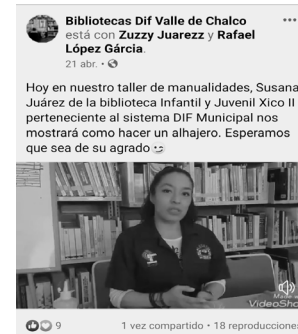 Bibliotecas Dif Valle de Chalco
está con Zuzzy Juarezz y Rafael
López Gárcia.
21 abr. ·
Hoy en nuestro taller de manualidades, Susana
Juárez de la biblioteca Infantil y Juvenil Xico II
perteneciente al sistema DIF Municipal nos
mostrará como hacer un alhajero. Esperamos
que sea de su agrado
VideoSho
9
1 vez compartido · 18 reproduccione